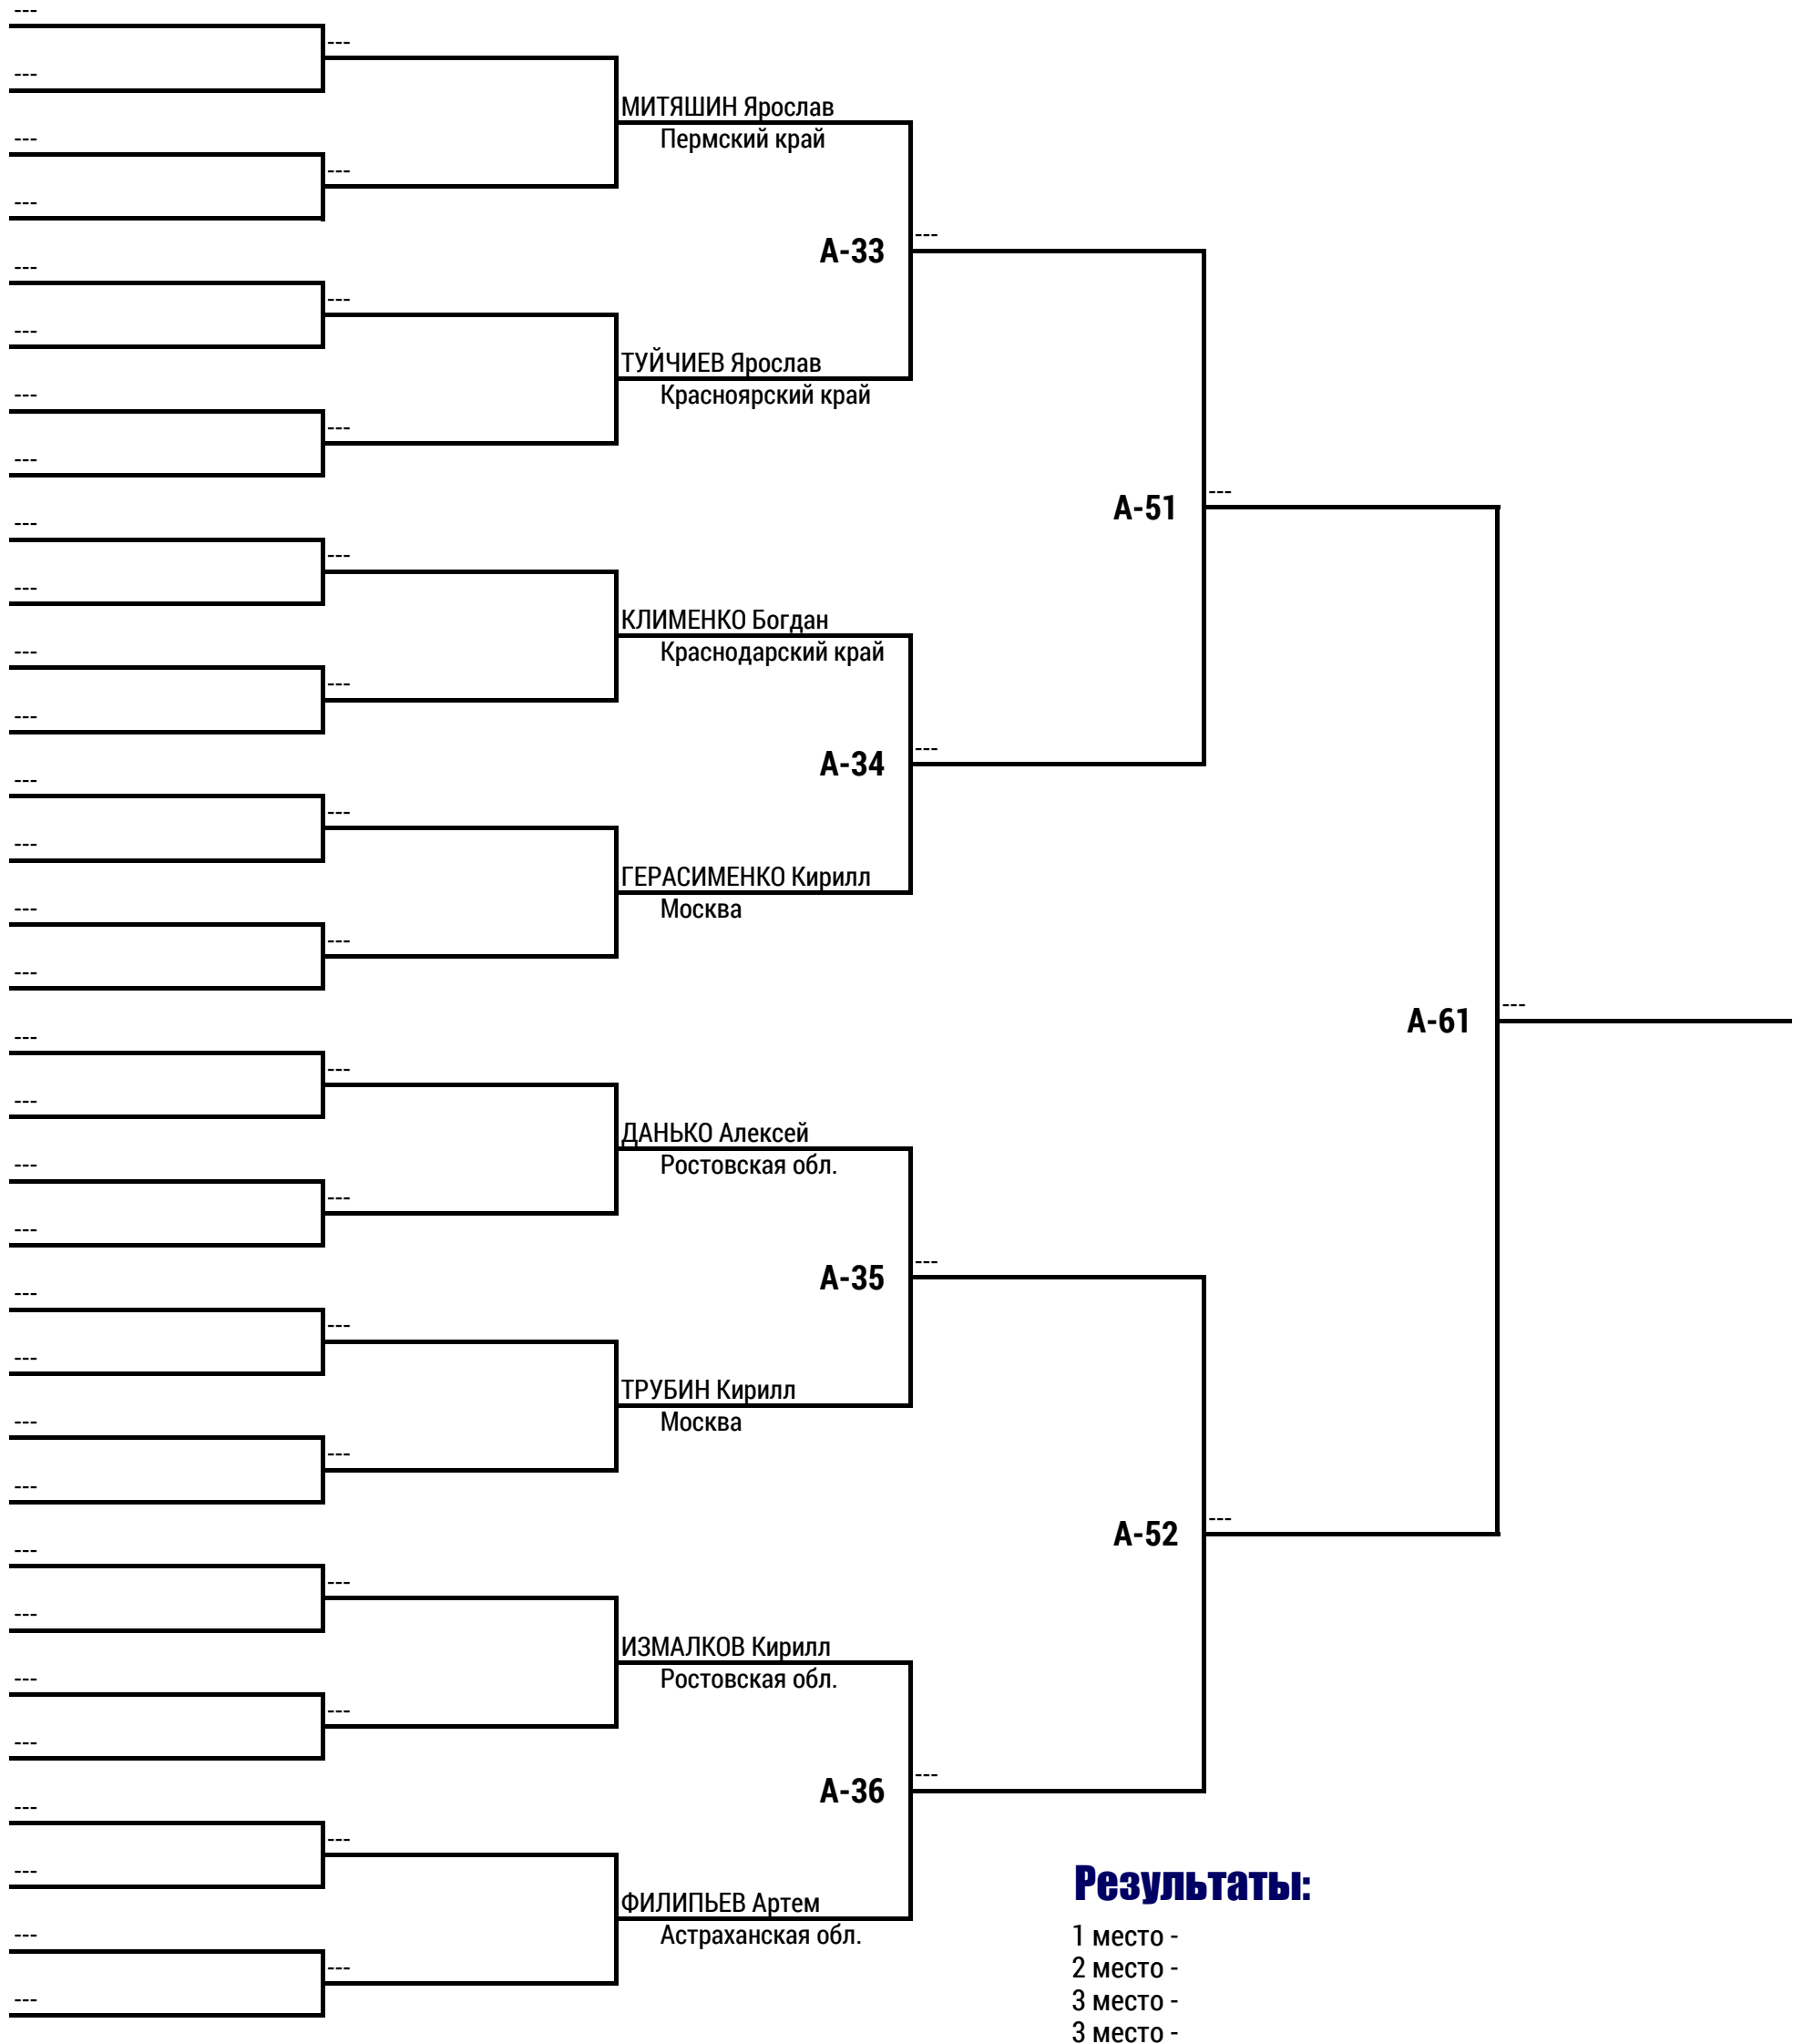 ---
---
---
МИТЯШИН Ярослав
---
Пермский край
---
---
---
А-33
---
---
---
ТУЙЧИЕВ Ярослав
---
Красноярский край
---
---
---
А-51
---
---
---
КЛИМЕНКО Богдан
---
Краснодарский край
---
---
---
А-34
---
---
---
ГЕРАСИМЕНКО Кирилл
---
Москва
---
---
---
А-61
---
---
---
ДАНЬКО Алексей
---
Ростовская обл.
---
---
---
А-35
---
---
---
ТРУБИН Кирилл
---
Москва
---
---
---
А-52
---
---
---
ИЗМАЛКОВ Кирилл
---
Ростовская обл.
---
---
---
А-36
---
---
---
ФИЛИПЬЕВ Артем
---
Астраханская обл.
---
---
Результаты:
1 место -
2 место -
3 место -
3 место -